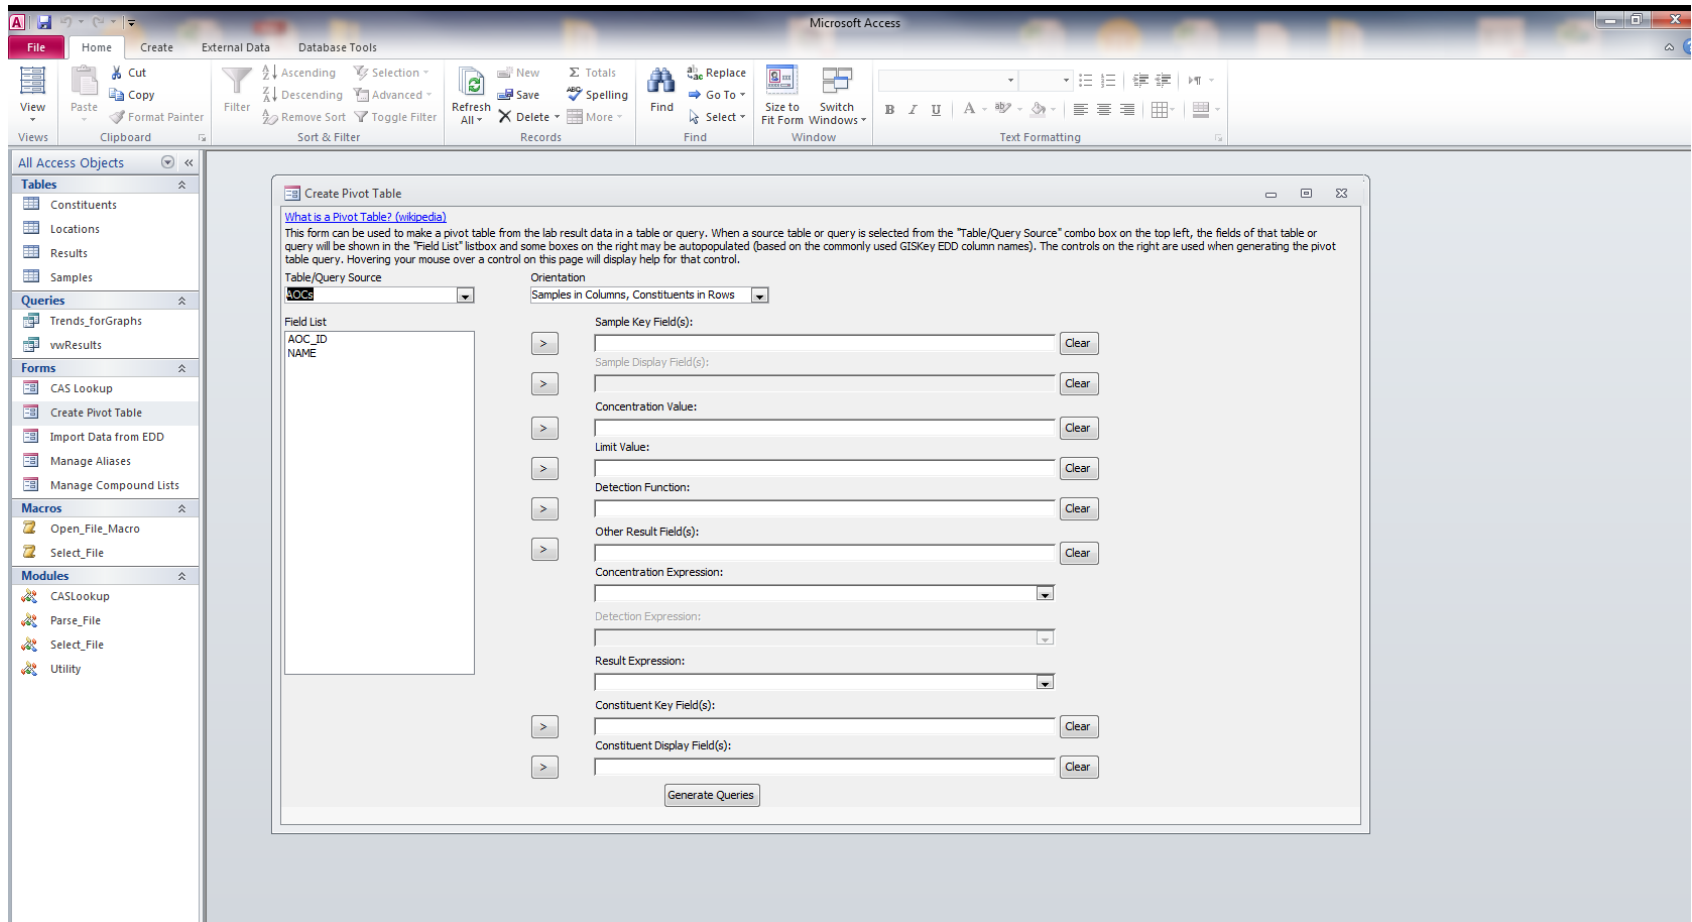 Microsoft Access
File Home Create External Data Database Tools
View
Views
Paste
Cut
Copy
Format Painter
Clipboard
Filter
Ascending
Descending
Remove Sort
Selection
Advanced
Toggle Filter
Sort & Filter
Refresh
All
New
Save
Delete
Totals
Spelling
More
Records
Find
Replace
Go To
Select
Find
Size to
Fit Form
Switch
Windows
Window
B I U A
Text Formatting
All Access Objects
Tables
Constituents
Locations
Results
Samples
Queries
Trends_forGraphs
vwResults
Forms
CAS Lookup
Create Pivot Table
Import Data from EDD
Manage Aliases
Manage Compound Lists
Macros
Open_File_Macro
Select_File
Modules
CASLookup
Parse_File
Select_File
Utility
Create Pivot Table
What is a Pivot Table? (wikipedia)
This form can be used to make a pivot table from the lab result data in a table or query. When a source table or query is selected from the "Table/Query Source" combo box on the top left, the fields of that table or
query will be shown in the "Field List" listbox and some boxes on the right may be autopopulated (based on the commonly used GISKey EDD column names). The controls on the right are used when generating the pivot
table query. Hovering your mouse over a control on this page will display help for that control.
Table/Query Source
AOCs
Orientation
Samples in Columns, Constituents in Rows
Field List
AOC_ID
NAME
Sample Key Field(s):
> Clear
Sample Display Field(s):
> Clear
Concentration Value:
> Clear
Limit Value:
> Clear
Detection Function:
> Clear
Other Result Field(s):
> Clear
Concentration Expression:
Detection Expression:
Result Expression:
Constituent Key Field(s):
> Clear
Constituent Display Field(s):
> Clear
Generate Queries